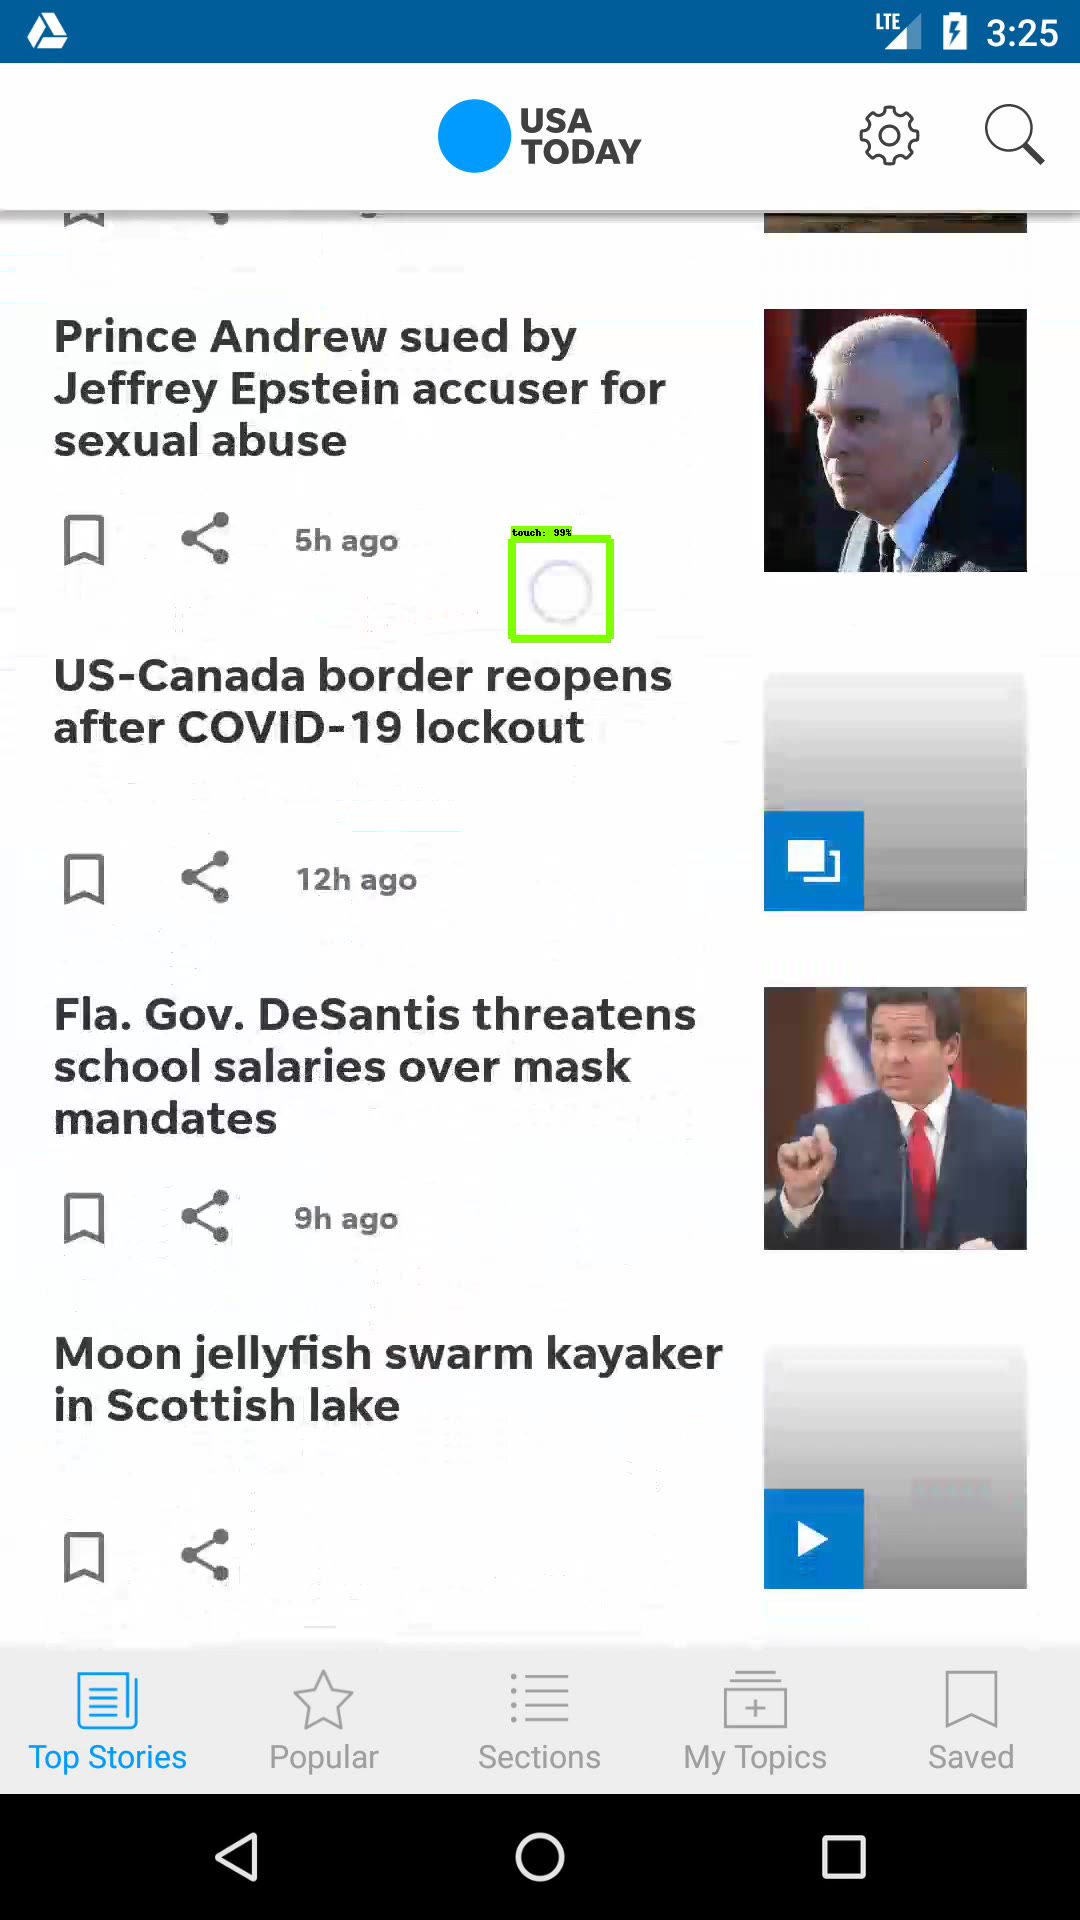 LTE
3:25
USA
TODAY
Prince Andrew sued by
Jeffrey Epstein accuser for
sexual abuse
5h ago
touch: 99%
US-Canada border reopens
after COVID-19 lockout
12h ago
Fla. Gov. DeSantis threatens
school salaries over mask
mandates
9h ago
Moon jellyfish swarm kayaker
in Scottish lake
Top Stories
Popular
Sections
My Topics
Saved